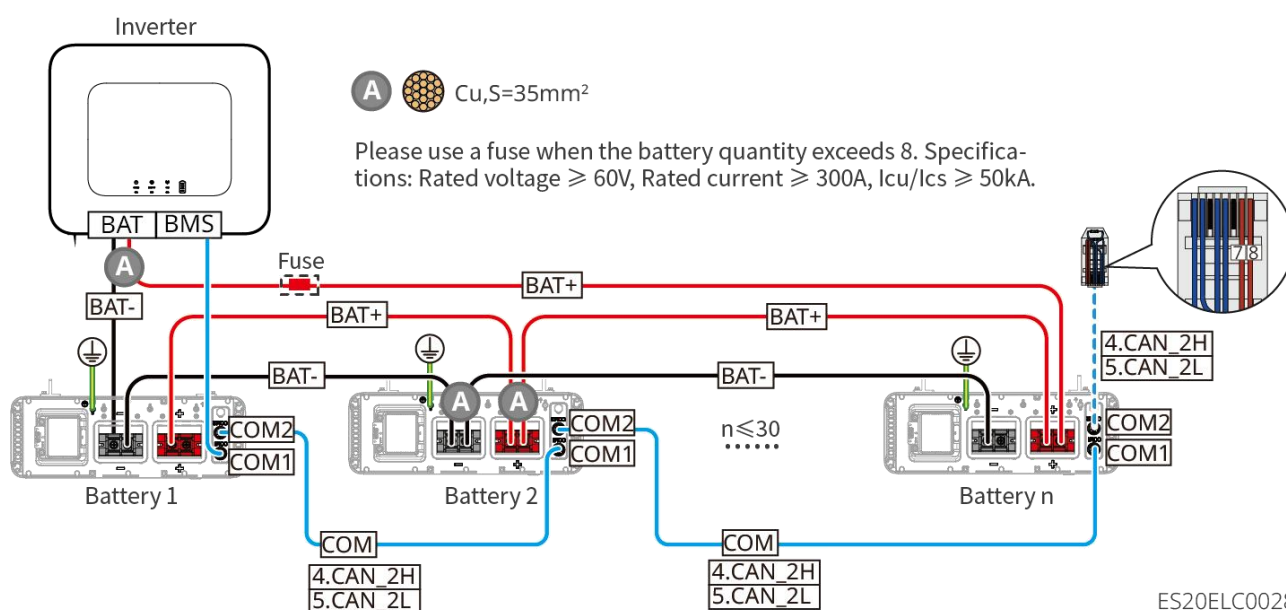 Inverter
A
Cu,S=35mm²
Please use a fuse when the battery quantity exceeds 8. Specifica-
tions: Rated voltage ≥ 60V, Rated current ≥ 300A, Icu/Ics ≥ 50kA.
BAT BMS
7 8
A
Fuse
BAT+
BAT-
BAT+
BAT+
4.CAN_2H
5.CAN_2L
BAT-
BAT-
A
A
- +
- +
- +
COM2
COM1
COM2
COM1
n≤30
COM2
COM1
Battery 1
Battery 2
Battery n
COM
4.CAN_2H
5.CAN_2L
COM
4.CAN_2H
5.CAN_2L